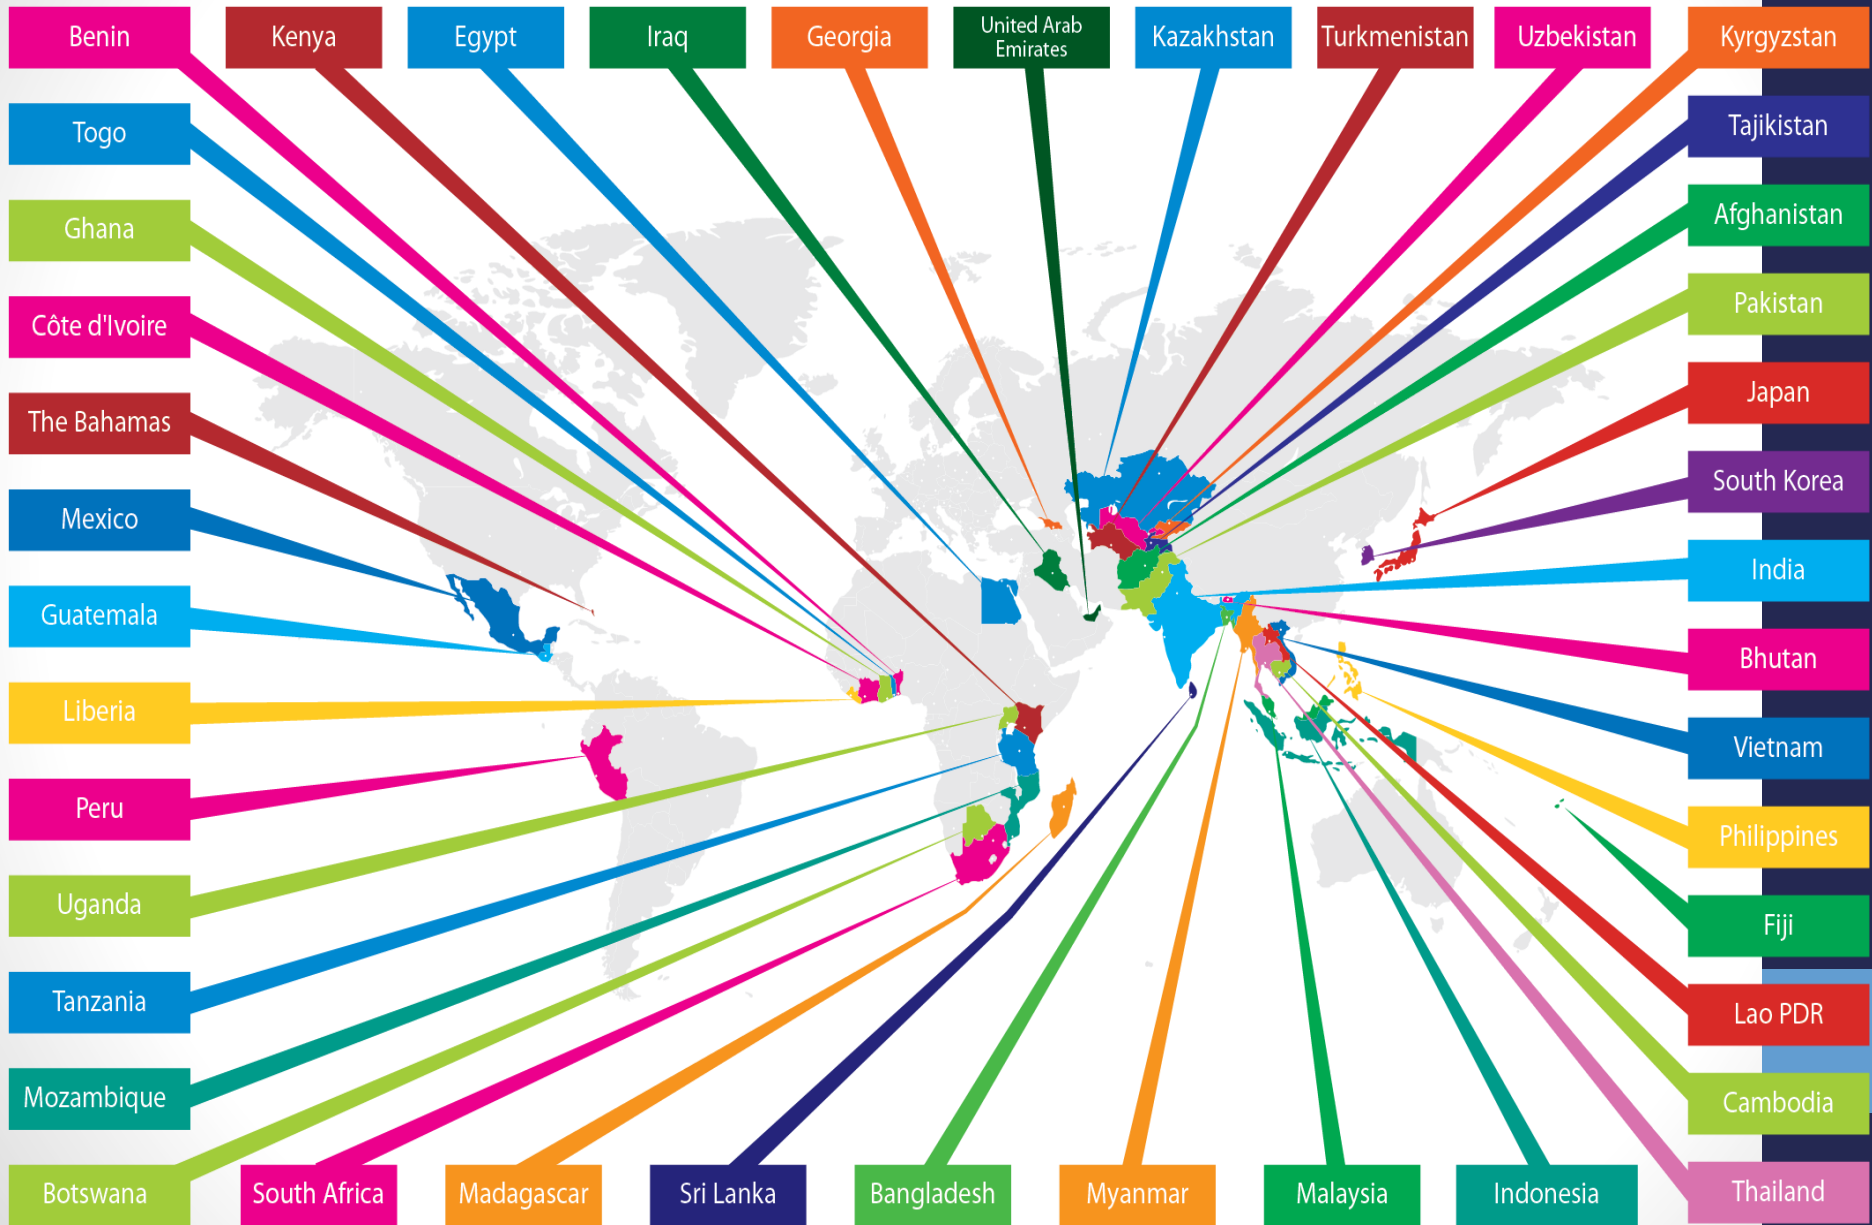 Benin
Kenya
Egypt
Iraq
Georgia
United Arab
Emirates
Kazakhstan
Turkmenistan
Uzbekistan
Kyrgyzstan
Togo
Ghana
Côte d'Ivoire
The Bahamas
Mexico
Guatemala
Liberia
Peru
Uganda
Tanzania
Mozambique
Botswana
South Africa
Madagascar
Sri Lanka
Bangladesh
Myanmar
Malaysia
Indonesia
Tajikistan
Afghanistan
Pakistan
Japan
South Korea
India
Bhutan
Vietnam
Philippines
Fiji
Lao PDR
Cambodia
Thailand